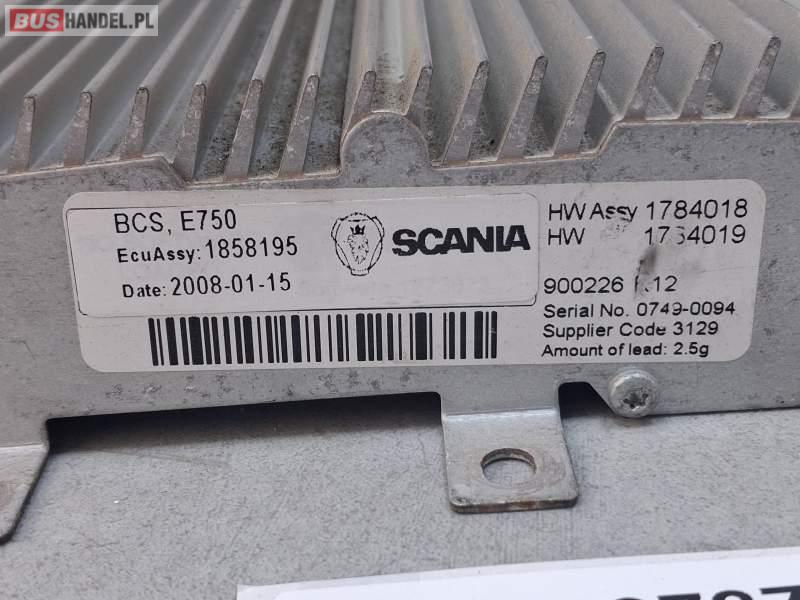 BUSHANDEL.PL
BCS, E750
EcuAssy: 1858195
Date: 2008-01-15
SCANIA
HW Assy 1784018
HW
900226
Serial No. 0749-0094
Supplier Code 3129
Amount of lead: 2.5g